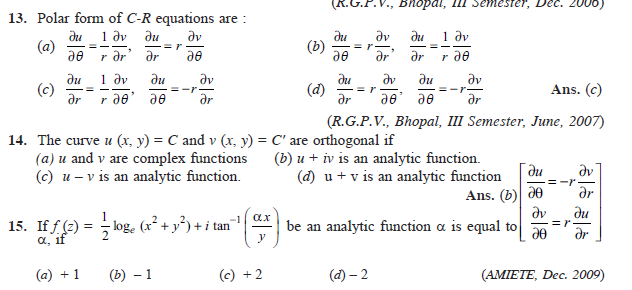 (R.G.P.V., Bhopal, III Semester, Dec. 2006)
13. Polar form of C-R equations are :
(a) ∂u/∂θ = 1/r ∂v/∂r, ∂u/∂r = r ∂v/∂θ (b) ∂u/∂θ = r ∂v/∂r, ∂u/∂r = 1/r ∂v/∂θ
(c) ∂u/∂r = 1/r ∂v/∂θ, ∂u/∂θ = −r ∂v/∂r (d) ∂u/∂r = r ∂v/∂θ, ∂u/∂θ = −r ∂v/∂r Ans. (c)
(R.G.P.V., Bhopal, III Semester, June, 2007)
14. The curve u (x, y) = C and v (x, y) = C' are orthogonal if
(a) u and v are complex functions (b) u + iv is an analytic function.
(c) u − v is an analytic function. (d) u + v is an analytic function
Ans. (b) [∂u/∂θ = −r ∂v/∂r
∂v/∂θ = r ∂u/∂r]
15. If f (z) = 1/2 logₑ (x² + y²) + i tan⁻¹ (αx/y) be an analytic function α is equal to
α, if
(a) + 1 (b) − 1 (c) + 2 (d) − 2 (AMIETE, Dec. 2009)